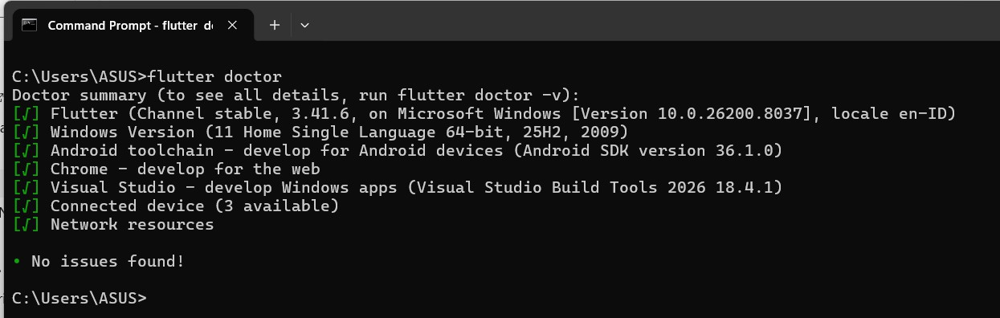 Command Prompt - flutter d
C:\Users\ASUS>flutter doctor
Doctor summary (to see all details, run flutter doctor -v):
[√] Flutter (Channel stable, 3.41.6, on Microsoft Windows [Version 10.0.26200.8037], locale en-ID)
[√] Windows Version (11 Home Single Language 64-bit, 25H2, 2009)
[√] Android toolchain - develop for Android devices (Android SDK version 36.1.0)
[√] Chrome - develop for the web
[√] Visual Studio - develop Windows apps (Visual Studio Build Tools 2026 18.4.1)
[√] Connected device (3 available)
[√] Network resources
• No issues found!
C:\Users\ASUS>